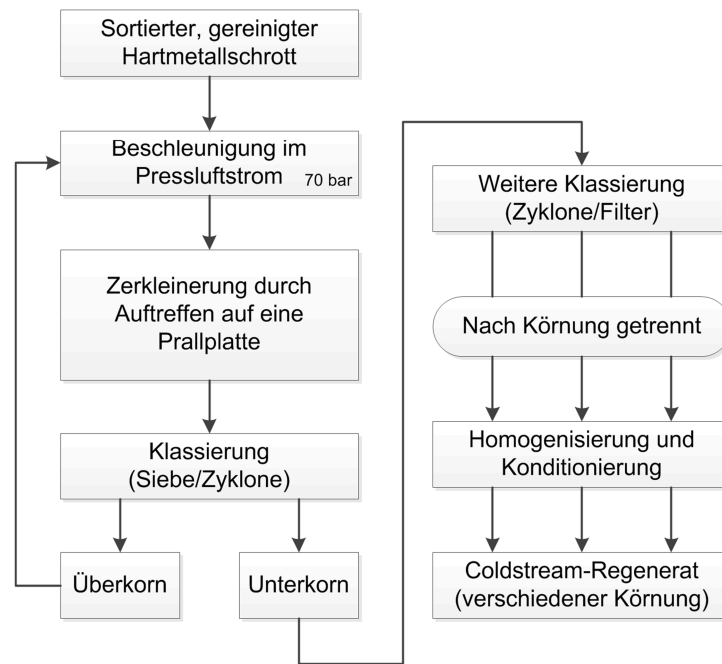 Sortierter, gereinigter
Hartmetallschrott
Beschleunigung im
Pressluftstrom 70 bar
Zerkleinerung durch
Auftreffen auf eine
Prallplatte
Klassierung
(Siebe/Zyklone)
Überkorn
Unterkorn
Weitere Klassierung
(Zyklone/Filter)
Nach Körnung getrennt
Homogenisierung und
Konditionierung
Coldstream-Regenerat
(verschiedener Körnung)